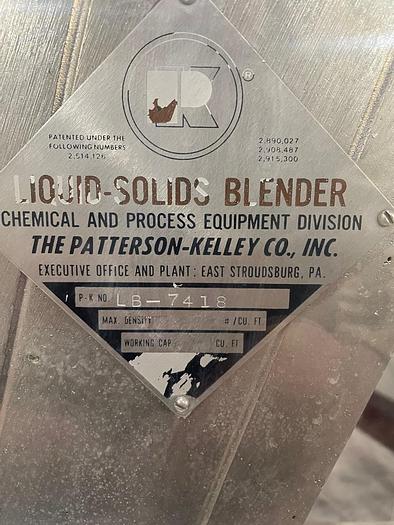 PK
®
PATENTED UNDER THE
FOLLOWING NUMBERS
2,514,126
2,890,027
2,908,487
2,915,300
LIQUID-SOLIDS BLENDER
CHEMICAL AND PROCESS EQUIPMENT DIVISION
THE PATTERSON-KELLEY CO., INC.
EXECUTIVE OFFICE AND PLANT: EAST STROUDSBURG, PA.
P-K NO. LB-7418
MAX. DENSITY #/CU. FT
WORKING CAP CU. FT